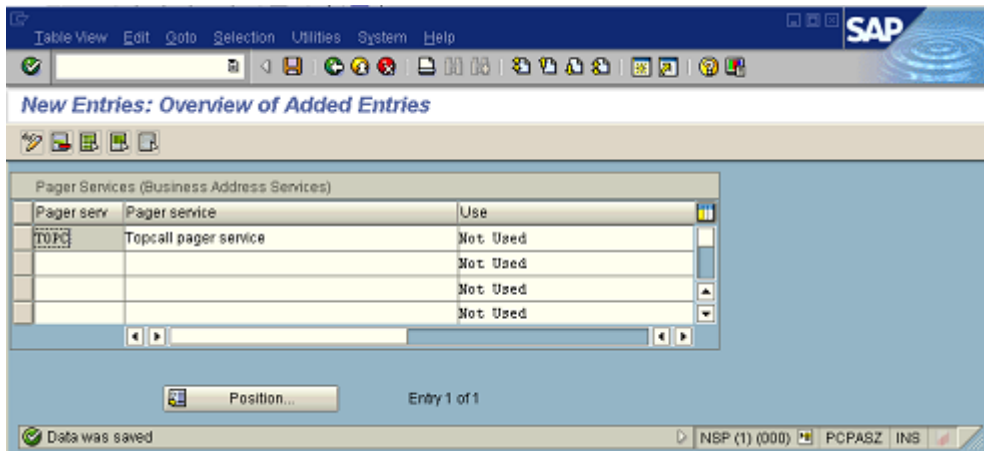 Table View Edit Goto Selection Utilities System Help
SAP
New Entries: Overview of Added Entries
Pager Services (Business Address Services)
Pager serv Pager service Use
TOPC Topcall pager service Not Used
Not Used
Not Used
Not Used
Position... Entry 1 of 1
Data was saved NSP (1) (000) PCPASZ INS